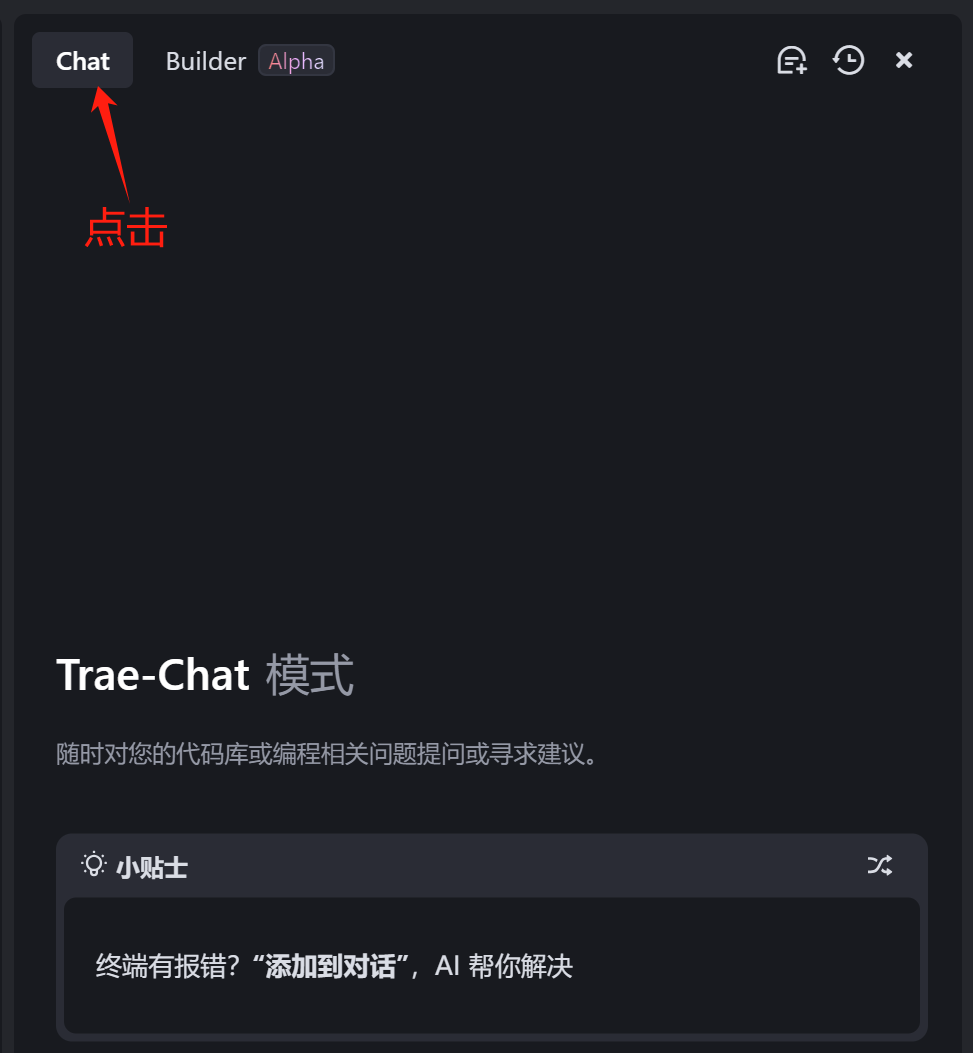 Chat Builder Alpha
点击
Trae-Chat 模式
随时对您的代码库或编程相关问题提问或寻求建议。
小贴士
终端有报错？“添加到对话”，AI 帮你解决